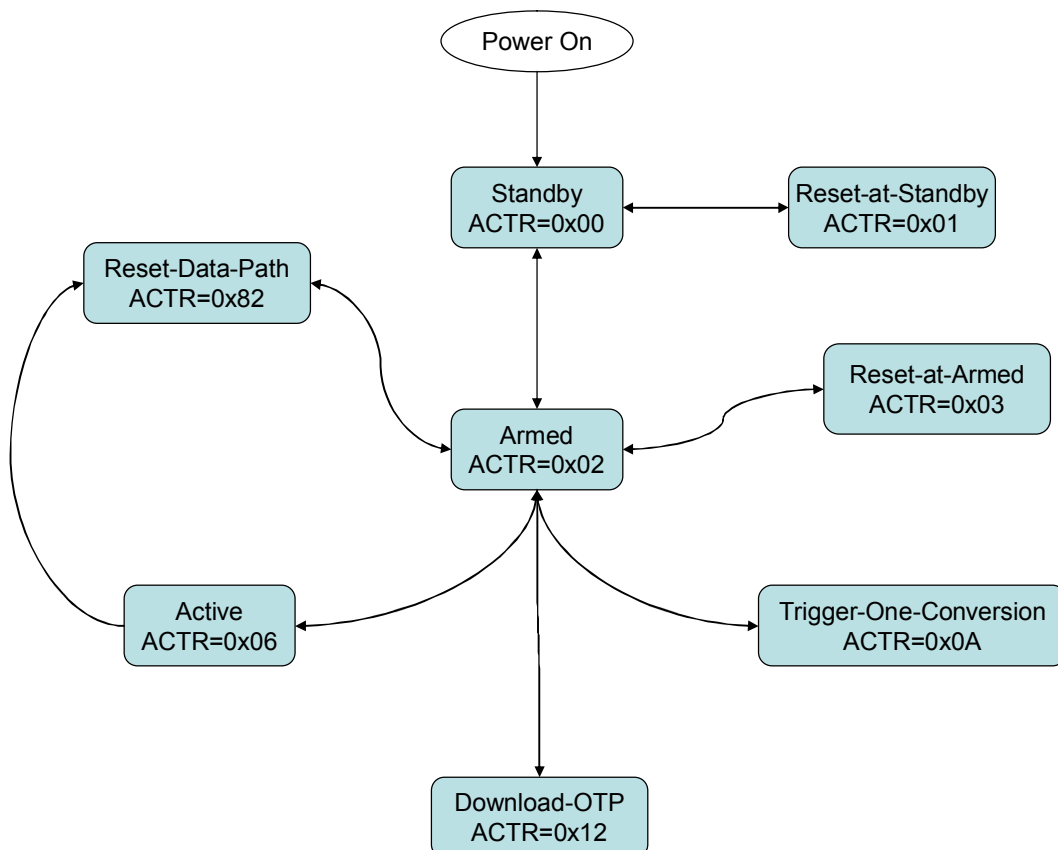 Power On
Standby
ACTR=0x00
Reset-at-Standby
ACTR=0x01
Reset-Data-Path
ACTR=0x82
Reset-at-Armed
ACTR=0x03
Armed
ACTR=0x02
Active
ACTR=0x06
Trigger-One-Conversion
ACTR=0x0A
Download-OTP
ACTR=0x12